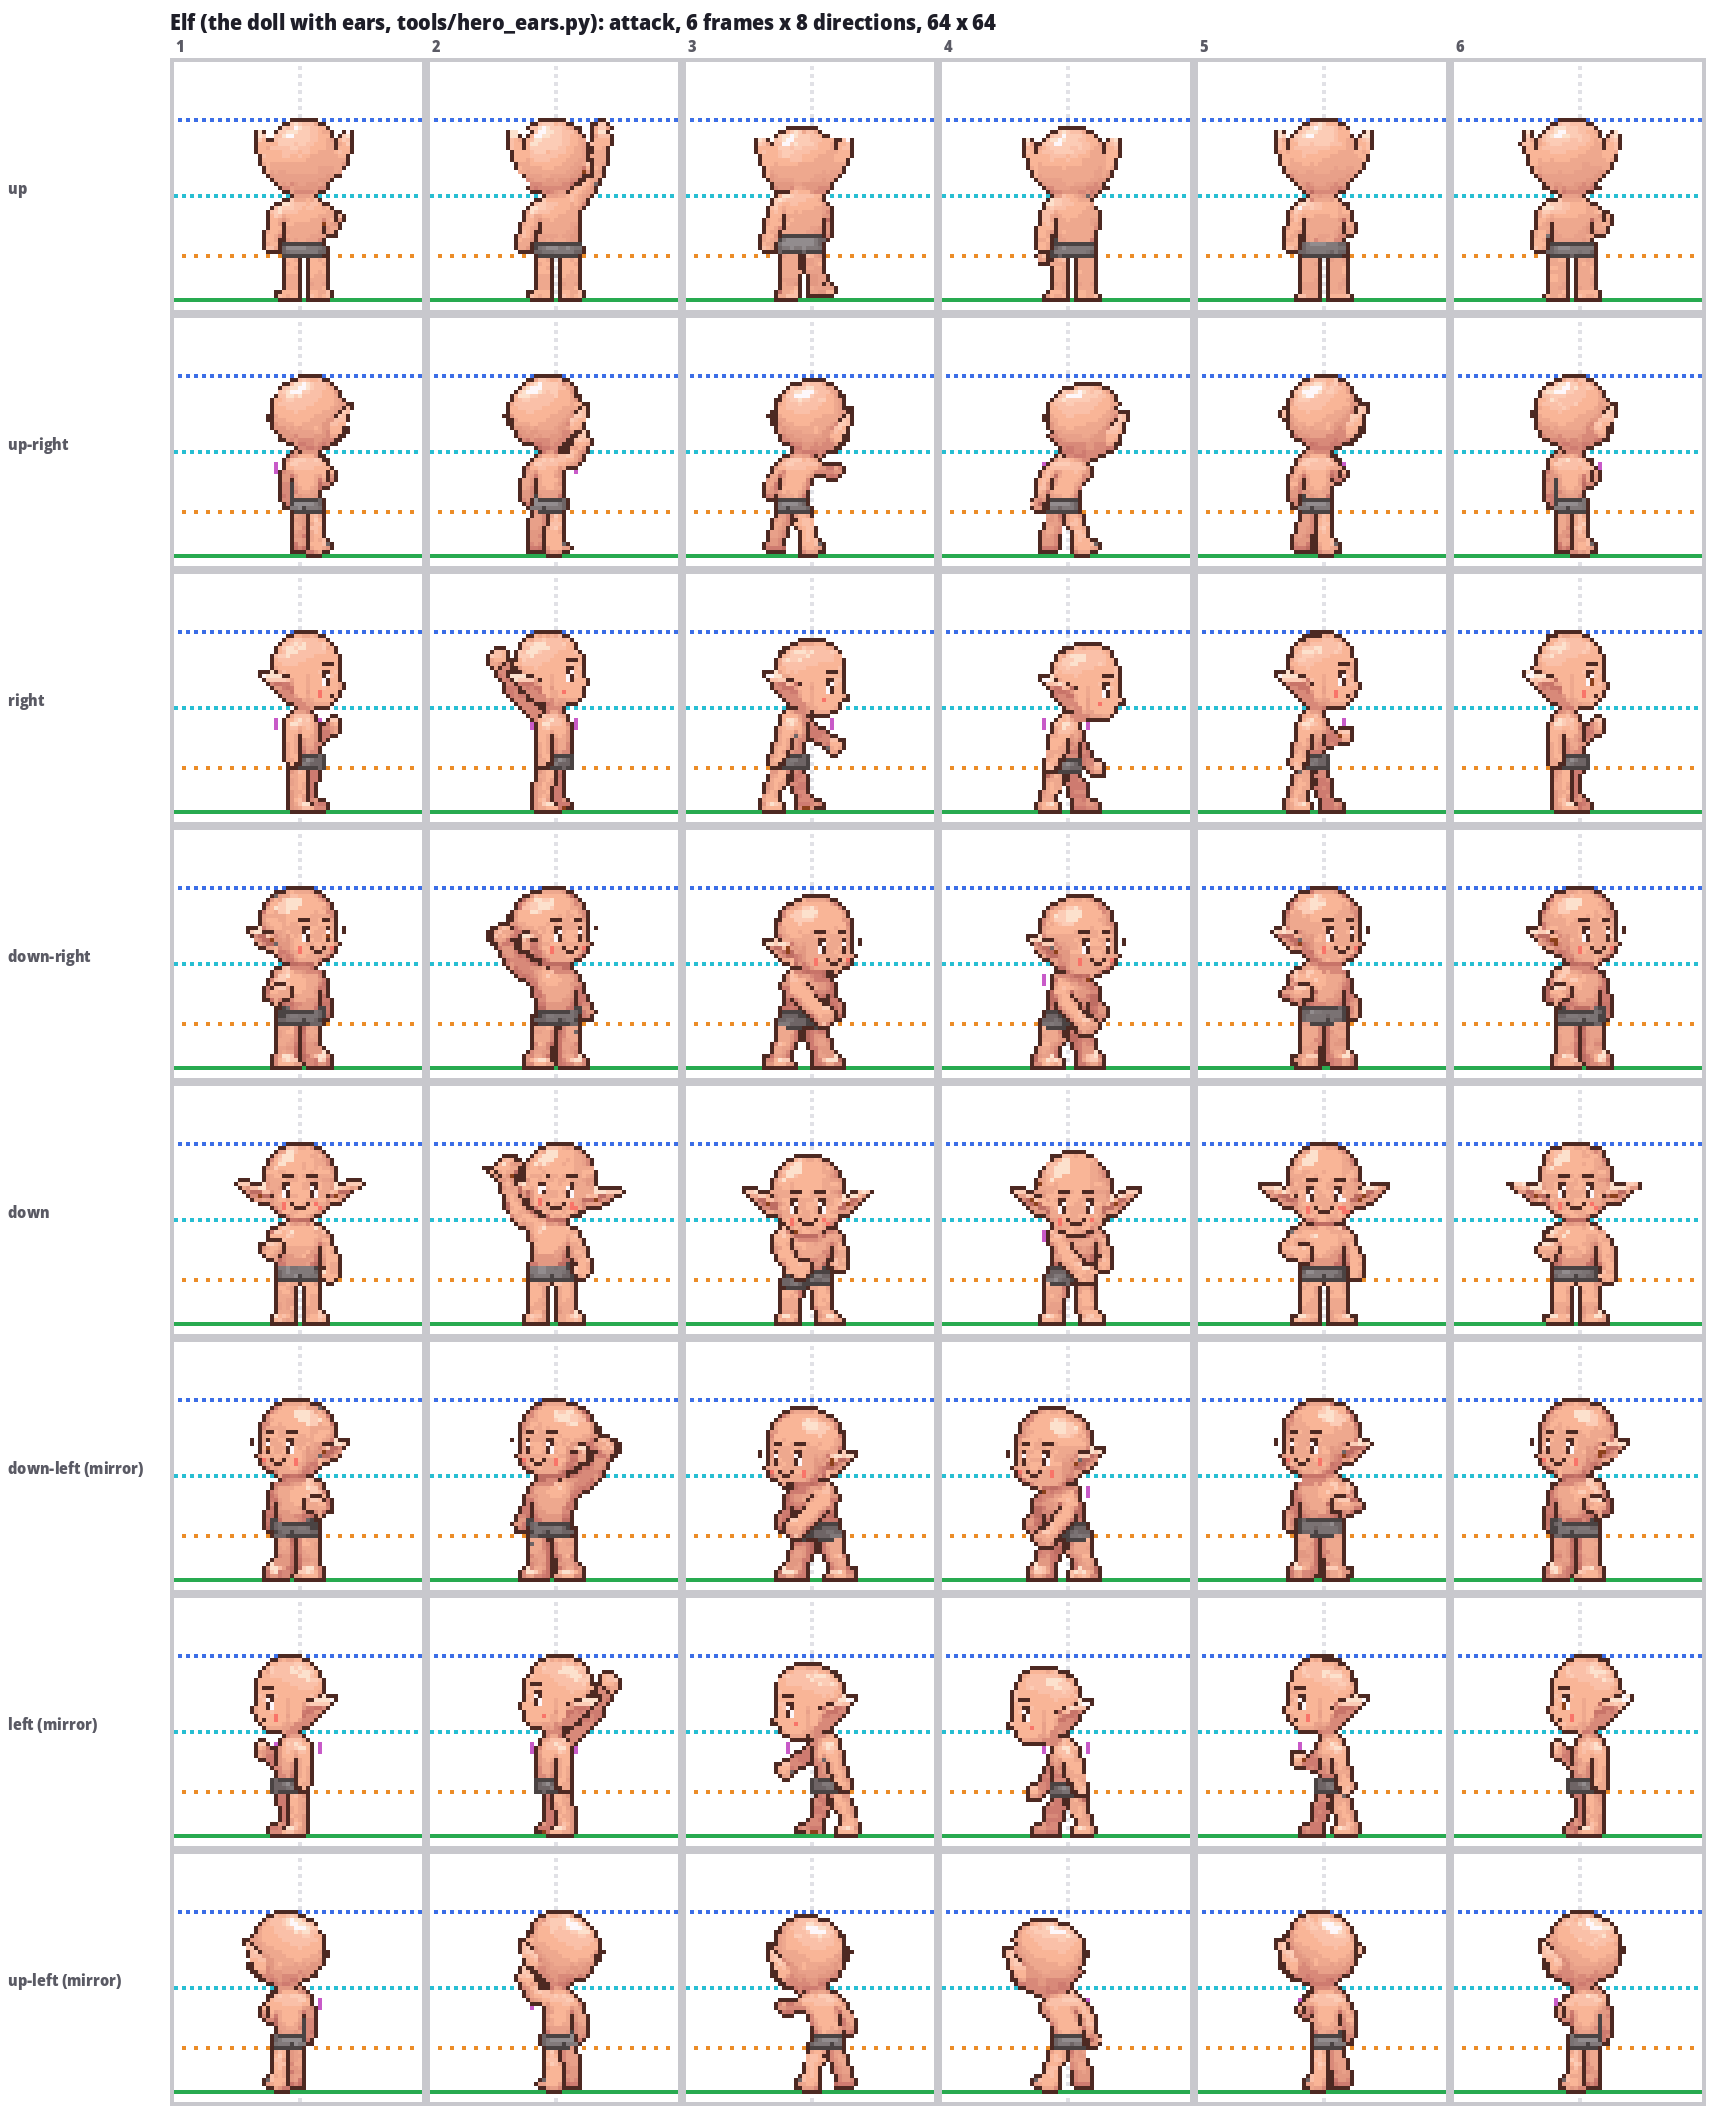 Elf (the doll with ears, tools/hero_ears.py): attack, 6 frames x 8 directions, 64 x 64
1 2 3 4 5 6
up
up-right
right
down-right
down
down-left (mirror)
left (mirror)
up-left (mirror)